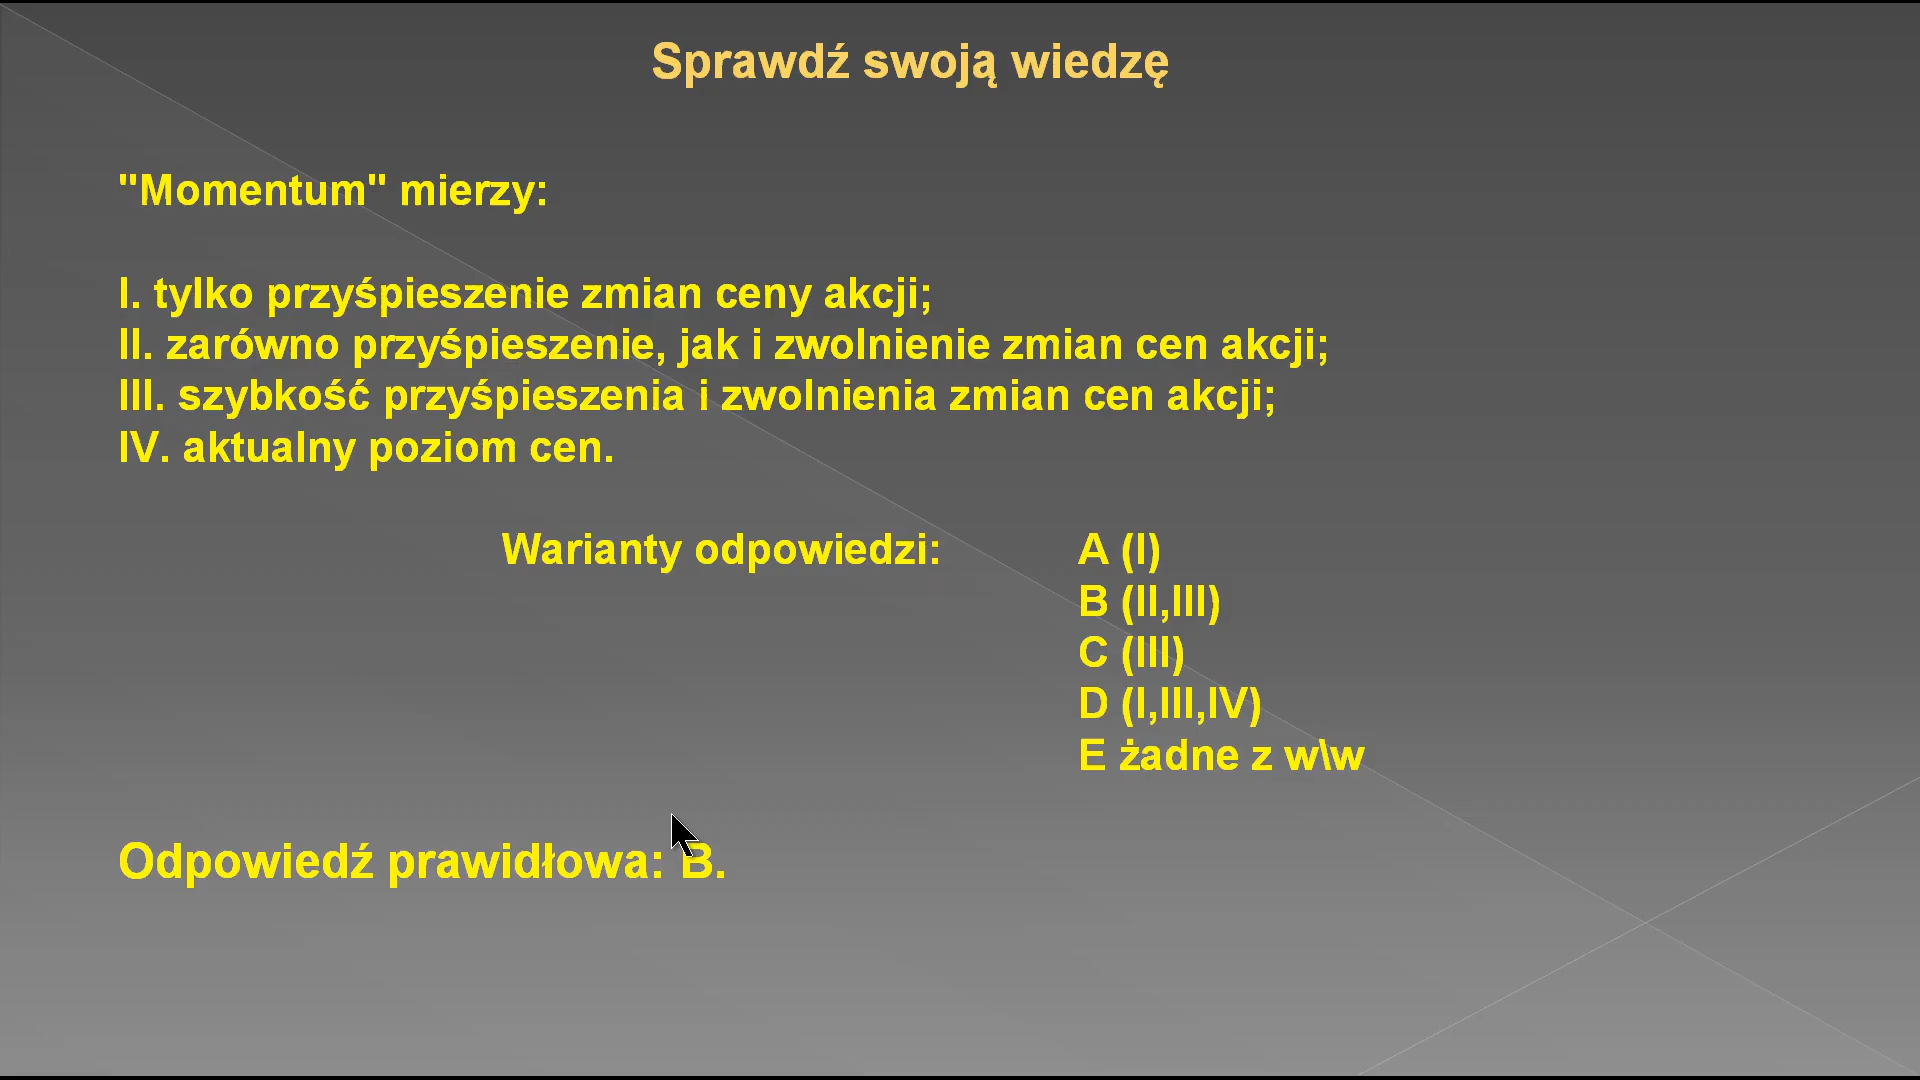 Sprawdź swoją wiedzę
"Momentum" mierzy:
I. tylko przyśpieszenie zmian ceny akcji;
II. zarówno przyśpieszenie, jak i zwolnienie zmian cen akcji;
III. szybkość przyśpieszenia i zwolnienia zmian cen akcji;
IV. aktualny poziom cen.
Warianty odpowiedzi: A (I)
B (II,III)
C (III)
D (I,III,IV)
E żadne z w\w
Odpowiedź prawidłowa: B.